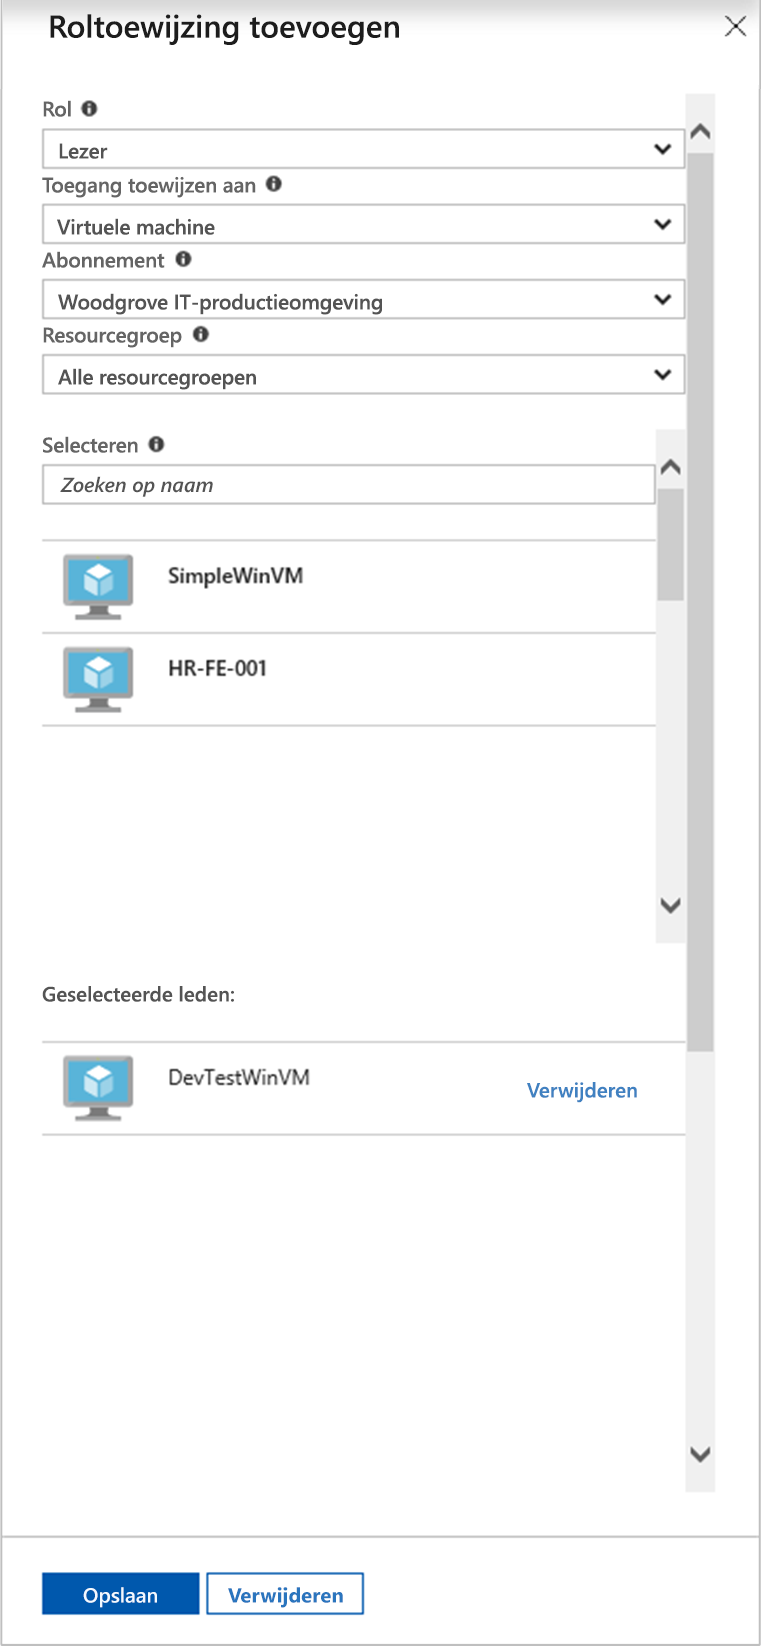 Roltoewijzing toevoegen
Rol
Lezer
Toegang toewijzen aan
Virtuele machine
Abonnement
Woodgrove IT-productieomgeving
Resourcegroep
Alle resourcegroepen
Selecteren
Zoeken op naam
SimpleWinVM
HR-FE-001
Geselecteerde leden:
DevTestWinVM
Verwijderen
Opslaan Verwijderen